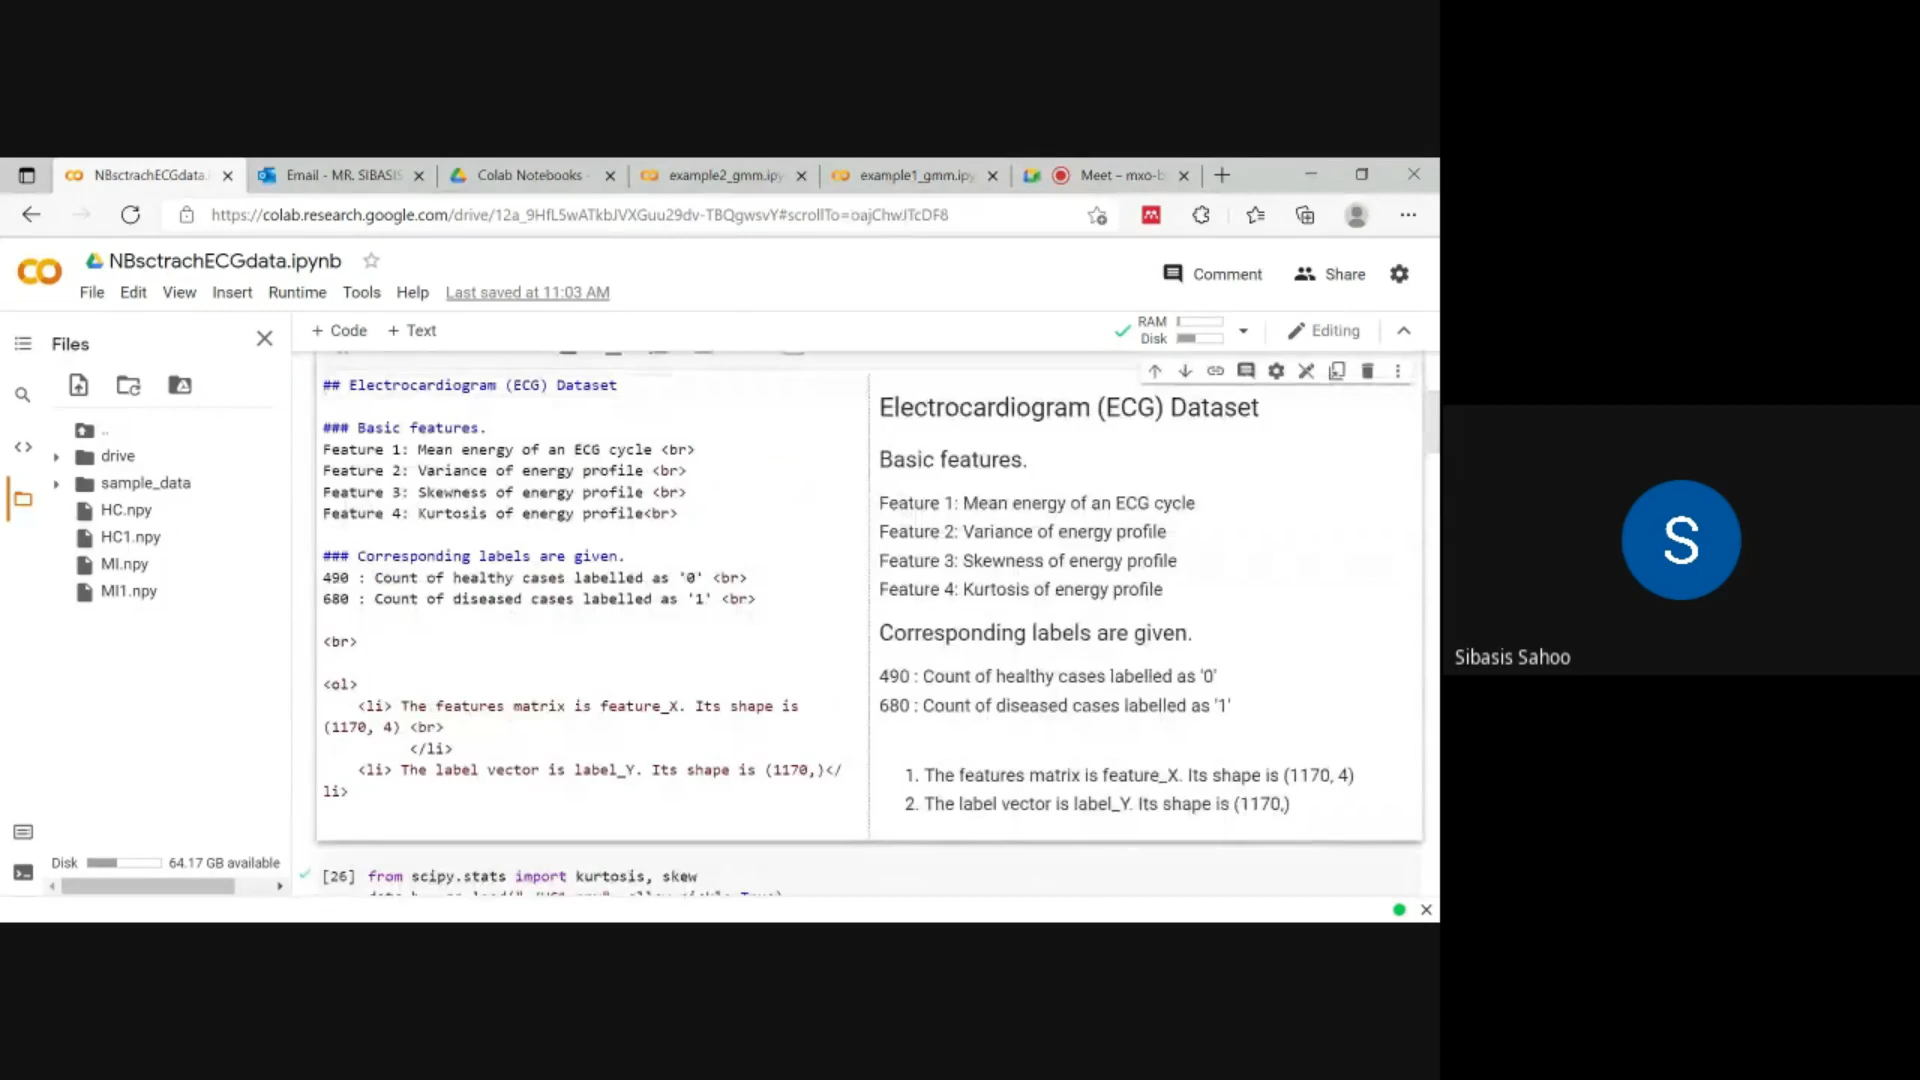 NBsctrachECGdata.
Email - MR. SIBASIS
Colab Notebooks -
example2_gmm.ipy
example1_gmm.ipy
Meet – mxo-b
https://colab.research.google.com/drive/12a_9HfL5wATkbJVXGuu29dv-TBQgwsvY#scrollTo=oajChwJTcDF8
NBsctrachECGdata.ipynb
Comment
Share
File Edit View Insert Runtime Tools Help Last saved at 11:03 AM
Files
+ Code + Text
RAM
Disk
Editing
..
drive
sample_data
HC.npy
HC1.npy
MI.npy
MI1.npy
Disk 64.17 GB available
## Electrocardiogram (ECG) Dataset
### Basic features.
Feature 1: Mean energy of an ECG cycle <br>
Feature 2: Variance of energy profile <br>
Feature 3: Skewness of energy profile <br>
Feature 4: Kurtosis of energy profile<br>
### Corresponding labels are given.
490 : Count of healthy cases labelled as '0' <br>
680 : Count of diseased cases labelled as '1' <br>
<br>
<ol>
<li> The features matrix is feature_X. Its shape is
(1170, 4) <br>
</li>
<li> The label vector is label_Y. Its shape is (1170,)</
li>
Electrocardiogram (ECG) Dataset
Basic features.
Feature 1: Mean energy of an ECG cycle
Feature 2: Variance of energy profile
Feature 3: Skewness of energy profile
Feature 4: Kurtosis of energy profile
Corresponding labels are given.
490 : Count of healthy cases labelled as '0'
680 : Count of diseased cases labelled as '1'
1. The features matrix is feature_X. Its shape is (1170, 4)
2. The label vector is label_Y. Its shape is (1170,)
[26] from scipy.stats import kurtosis, skew
S
Sibasis Sahoo